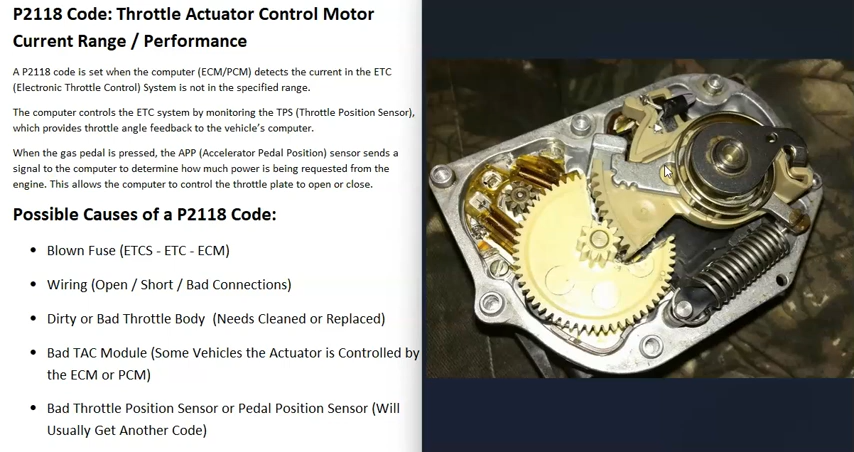 P2118 Code: Throttle Actuator Control Motor
Current Range / Performance
A P2118 code is set when the computer (ECM/PCM) detects the current in the ETC
(Electronic Throttle Control) System is not in the specified range.
The computer controls the ETC system by monitoring the TPS (Throttle Position Sensor),
which provides throttle angle feedback to the vehicle's computer.
When the gas pedal is pressed, the APP (Accelerator Pedal Position) sensor sends a
signal to the computer to determine how much power is being requested from the
engine. This allows the computer to control the throttle plate to open or close.
Possible Causes of a P2118 Code:
• Blown Fuse (ETCS - ETC - ECM)
• Wiring (Open / Short / Bad Connections)
• Dirty or Bad Throttle Body (Needs Cleaned or Replaced)
• Bad TAC Module (Some Vehicles the Actuator is Controlled by
the ECM or PCM)
• Bad Throttle Position Sensor or Pedal Position Sensor (Will
Usually Get Another Code)